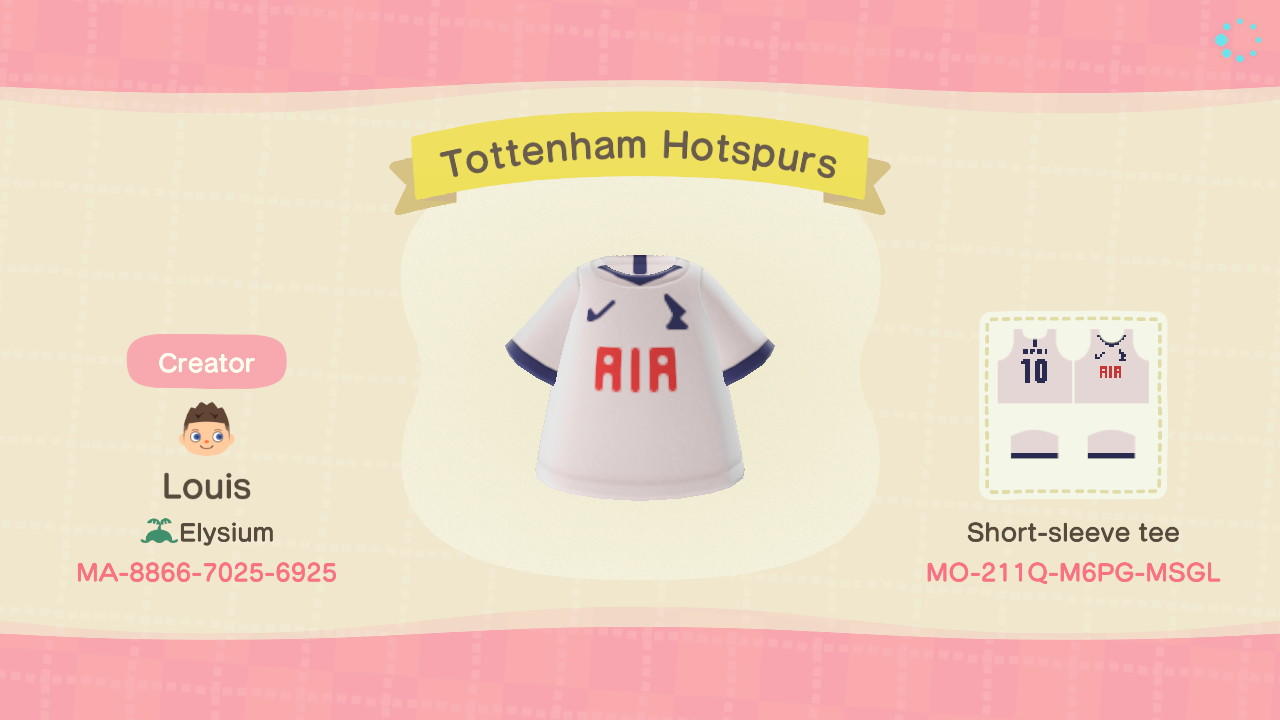 Tottenham Hotspurs
AIA
Creator
Louis
Elysium
MA-8866-7025-6925
10
AIA
Short-sleeve tee
MO-211Q-M6PG-MSGL